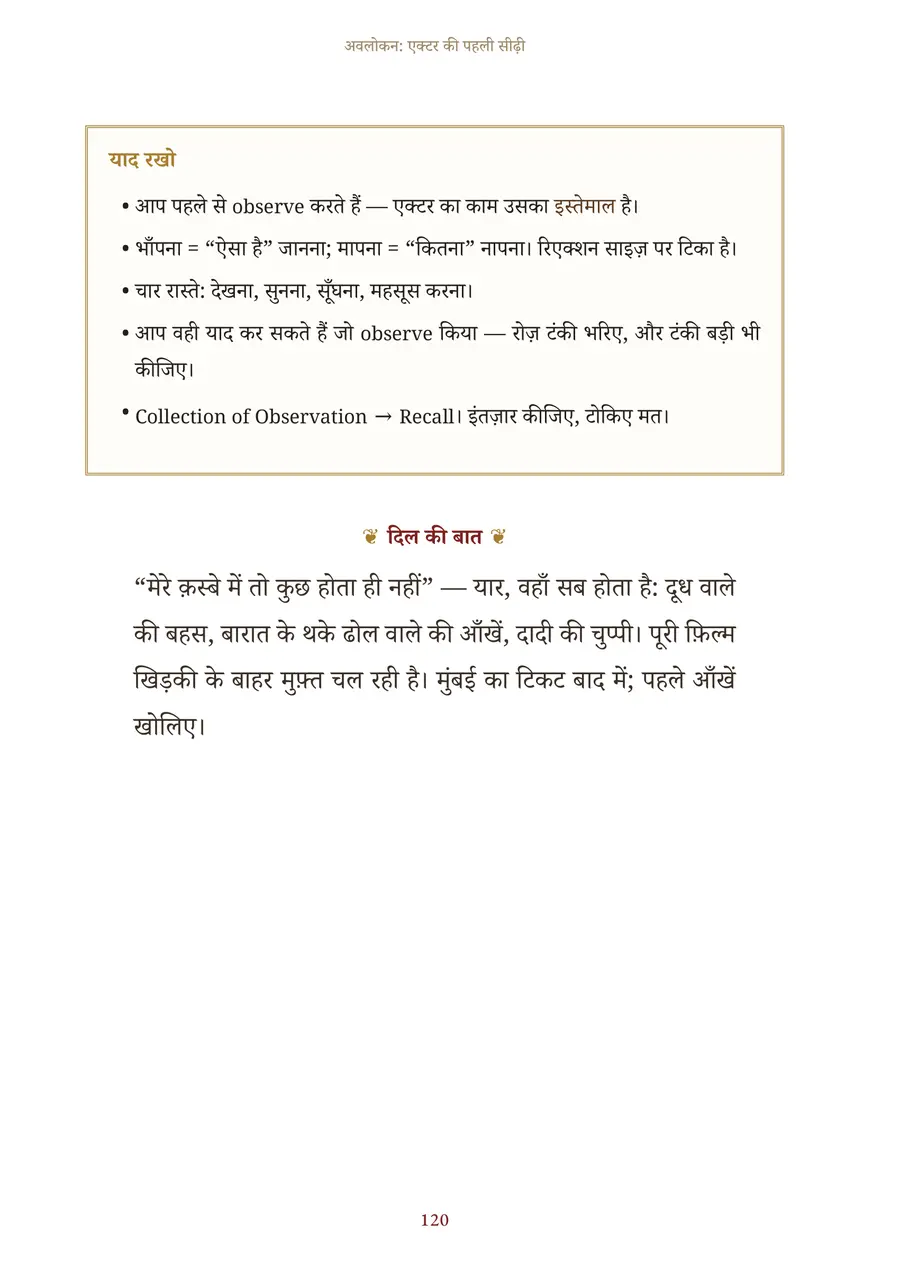 अवलोकन: एक्टर की पहली सीढ़ी
याद रखो
• आप पहले से observe करते हैं — एक्टर का काम उसका इस्तेमाल है।
• भाँपना = “ऐसा है” जानना; मापना = “कितना” नापना। रिएक्शन साइज़ पर टिका है।
• चार रास्ते: देखना, सुनना, सूँघना, महसूस करना।
• आप वही याद कर सकते हैं जो observe किया — रोज़ टंकी भरिए, और टंकी बड़ी भी
कीजिए।
• Collection of Observation → Recall। इंतज़ार कीजिए, टोकिए मत।
❦ दिल की बात ❦
“मेरे क़स्बे में तो कुछ होता ही नहीं” — यार, वहाँ सब होता है: दूध वाले
की बहस, बारात के थके ढोल वाले की आँखें, दादी की चुप्पी। पूरी फ़िल्म
खिड़की के बाहर मुफ़्त चल रही है। मुंबई का टिकट बाद में; पहले आँखें
खोलिए।
120